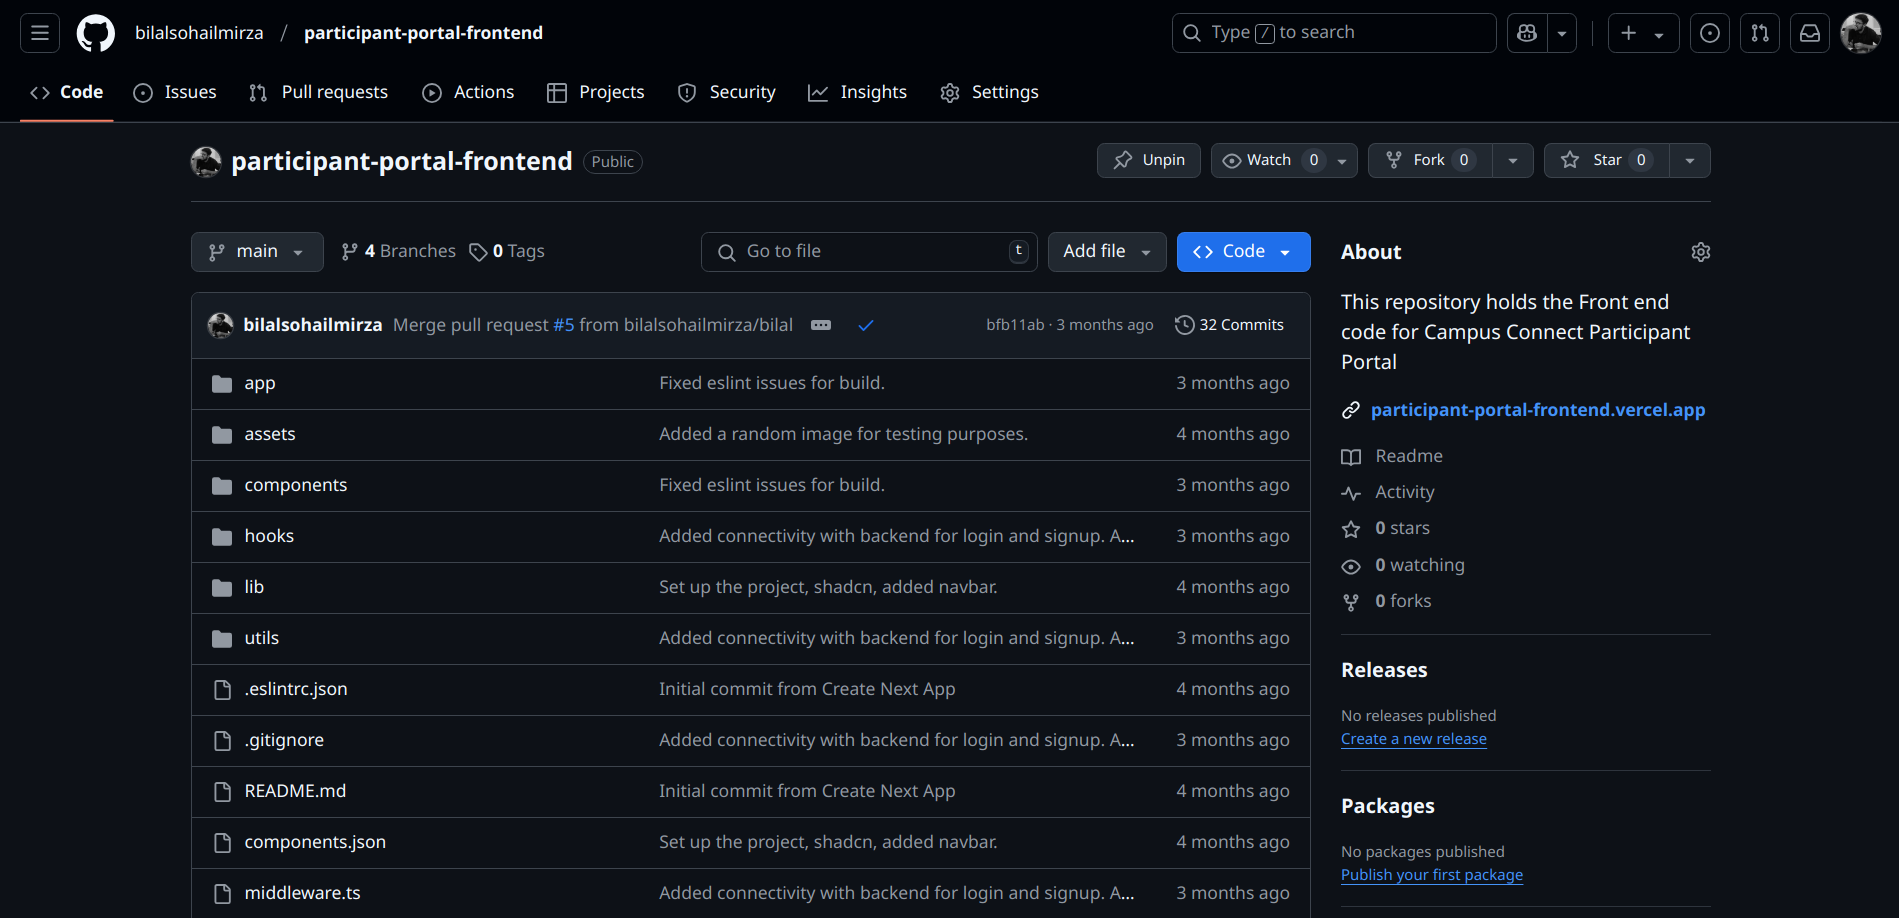 bilalsohailmirza / participant-portal-frontend
Type / to search
Code Issues Pull requests Actions Projects Security Insights Settings
participant-portal-frontend Public
Unpin Watch 0 Fork 0 Star 0
main 4 Branches 0 Tags
Go to file t
Add file Code
bilalsohailmirza Merge pull request #5 from bilalsohailmirza/bilal
bfb11ab · 3 months ago 32 Commits
app Fixed eslint issues for build. 3 months ago
assets Added a random image for testing purposes. 4 months ago
components Fixed eslint issues for build. 3 months ago
hooks Added connectivity with backend for login and signup. A... 3 months ago
lib Set up the project, shadcn, added navbar. 4 months ago
utils Added connectivity with backend for login and signup. A... 3 months ago
.eslintrc.json Initial commit from Create Next App 4 months ago
.gitignore Added connectivity with backend for login and signup. A... 3 months ago
README.md Initial commit from Create Next App 4 months ago
components.json Set up the project, shadcn, added navbar. 4 months ago
middleware.ts Added connectivity with backend for login and signup. A... 3 months ago
About
This repository holds the Front end
code for Campus Connect Participant
Portal
participant-portal-frontend.vercel.app
Readme
Activity
0 stars
0 watching
0 forks
Releases
No releases published
Create a new release
Packages
No packages published
Publish your first package